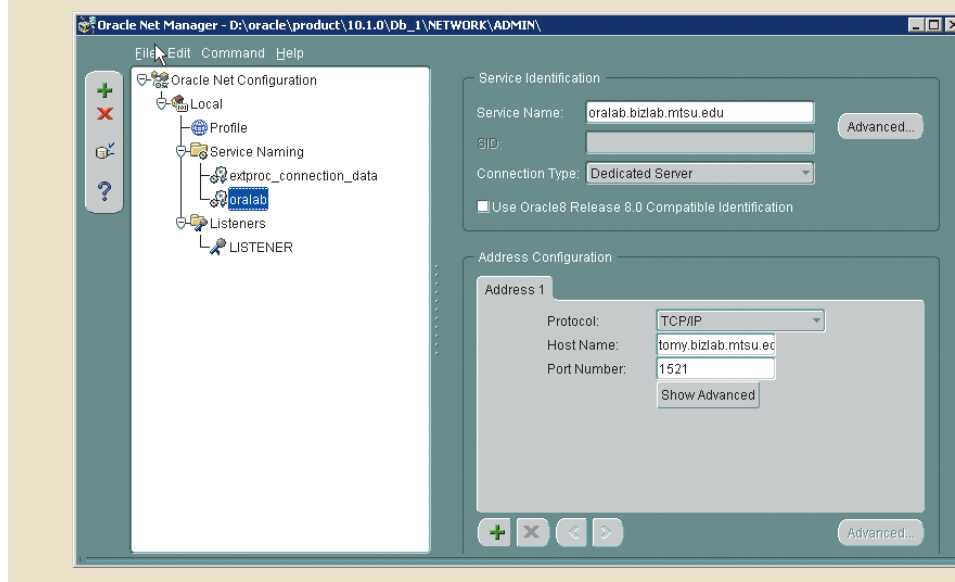 Oracle Net Manager - D:\oracle\product\10.1.0\Db_1\NETWORK\ADMIN\
File Edit Command Help
Oracle Net Configuration
Local
Profile
Service Naming
extproc_connection_data
oralab
Listeners
LISTENER
Service Identification
Service Name: oralab.bizlab.mtsu.edu
Advanced...
SID:
Connection Type: Dedicated Server
Use Oracle8 Release 8.0 Compatible Identification
Address Configuration
Address 1
Protocol: TCP/IP
Host Name: tomy.bizlab.mtsu.ec
Port Number: 1521
Show Advanced
Advanced...